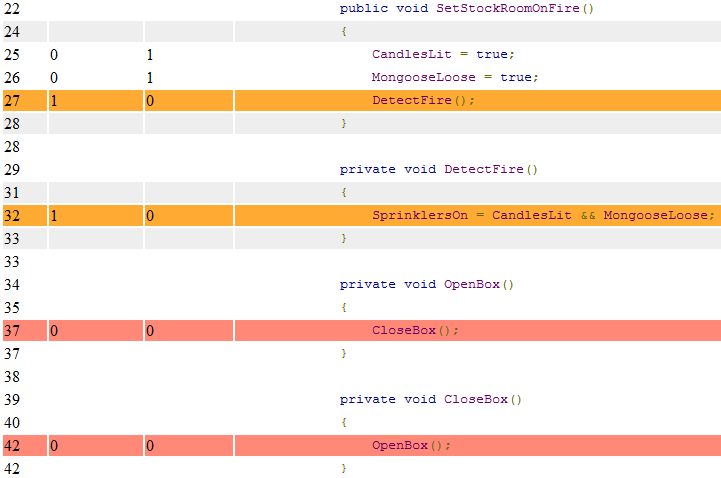 22 public void SetStockRoomOnFire()
24 {
25 0 1 CandlesLit = true;
26 0 1 MongooseLoose = true;
27 1 0 DetectFire();
28 }
28
29 private void DetectFire()
31 {
32 1 0 SprinklersOn = CandlesLit && MongooseLoose;
33 }
33
34 private void OpenBox()
35 {
37 0 0 CloseBox();
37 }
38
39 private void CloseBox()
40 {
42 0 0 OpenBox();
42 }